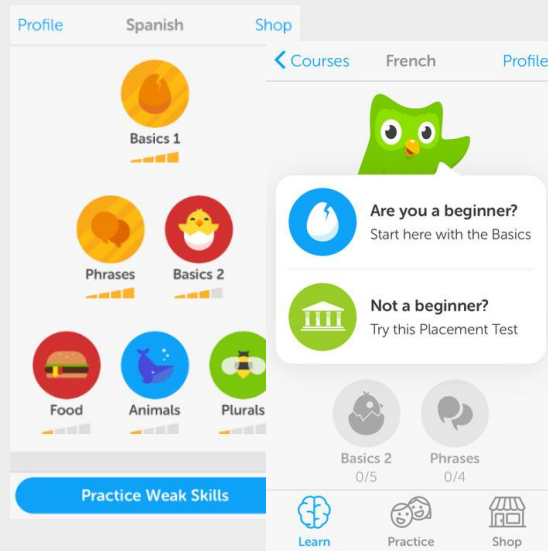 Profile
Spanish
Shop
Basics 1
Phrases
Basics 2
Food
Animals
Plurals
Practice Weak Skills
Courses
French
Profile
Are you a beginner?
Start here with the Basics
Not a beginner?
Try this Placement Test
Basics 2
Phrases
0/5
0/4
Learn
Practice
Shop